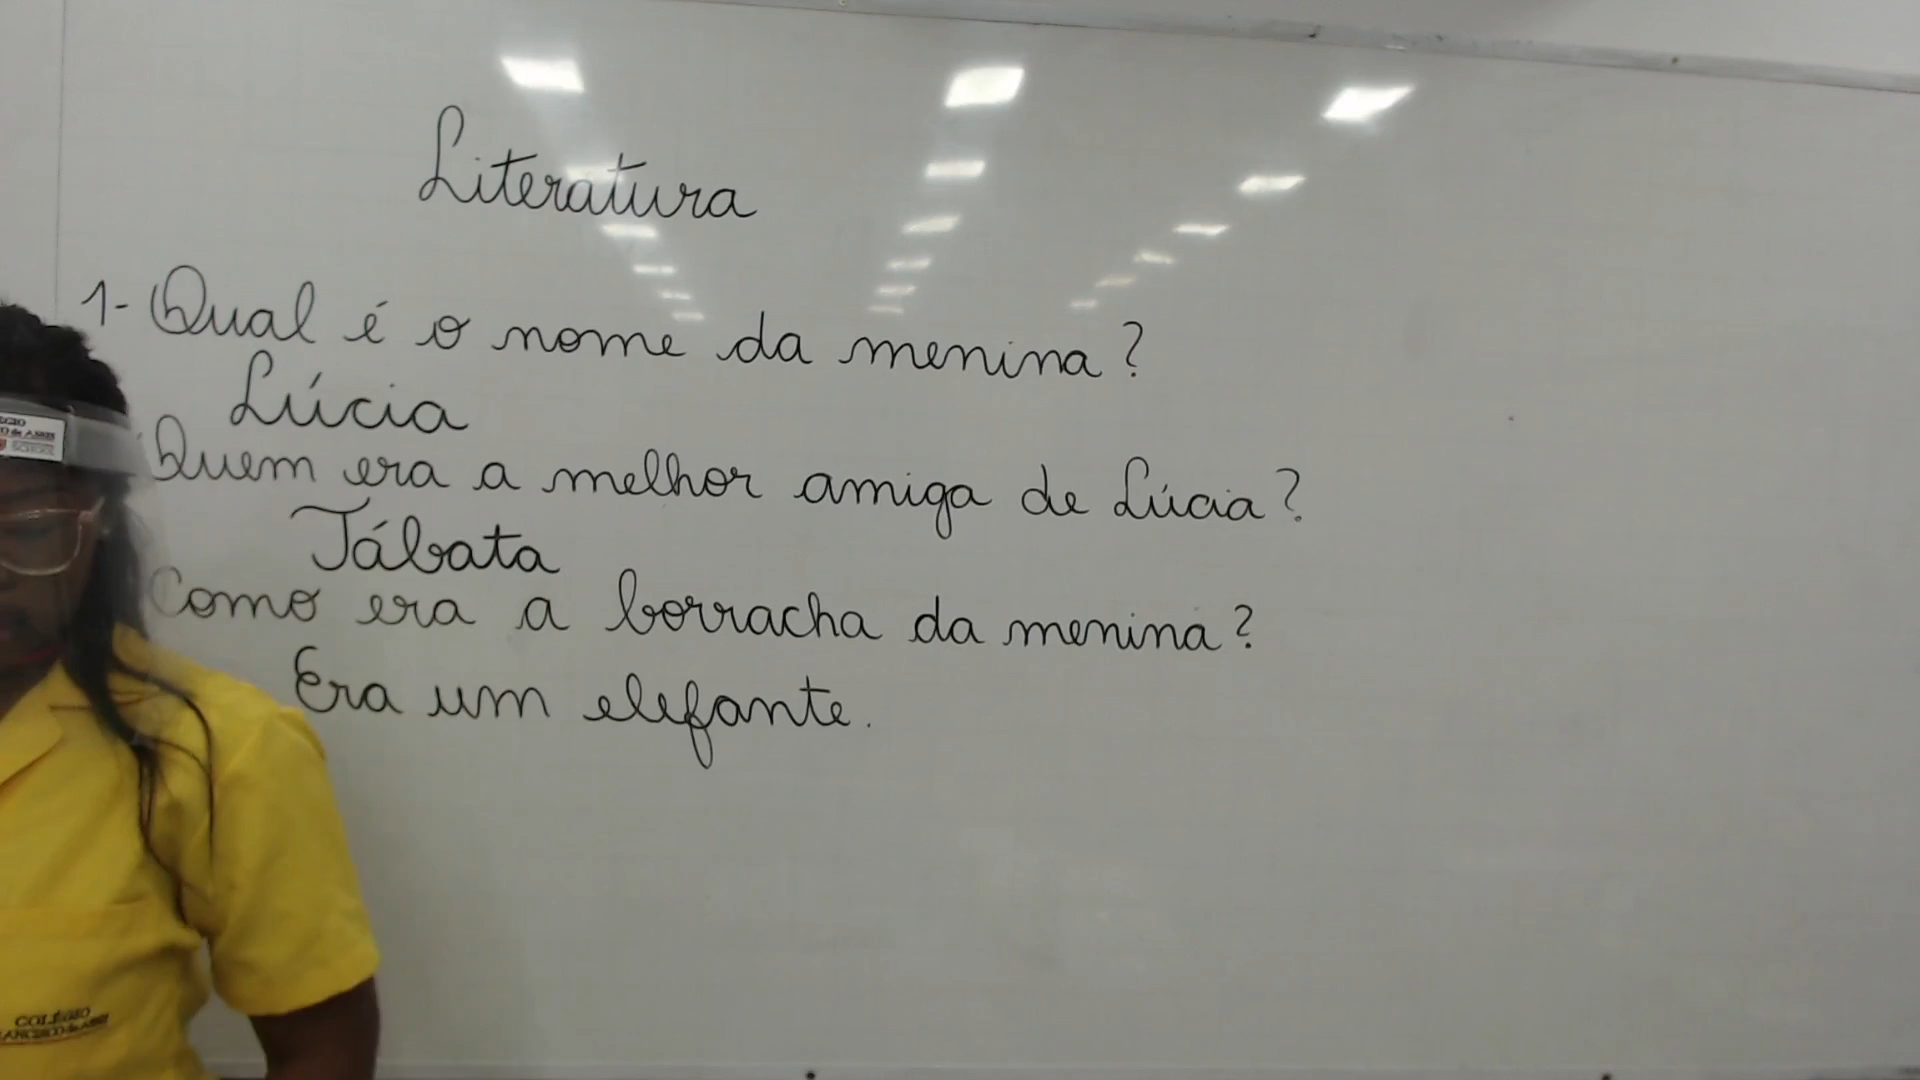 Literatura
1- Qual é o nome da menina?
Lúcia
Quem era a melhor amiga de Lúcia?
Tábata
Como era a borracha da menina?
Era um elefante.
COLÉGIO